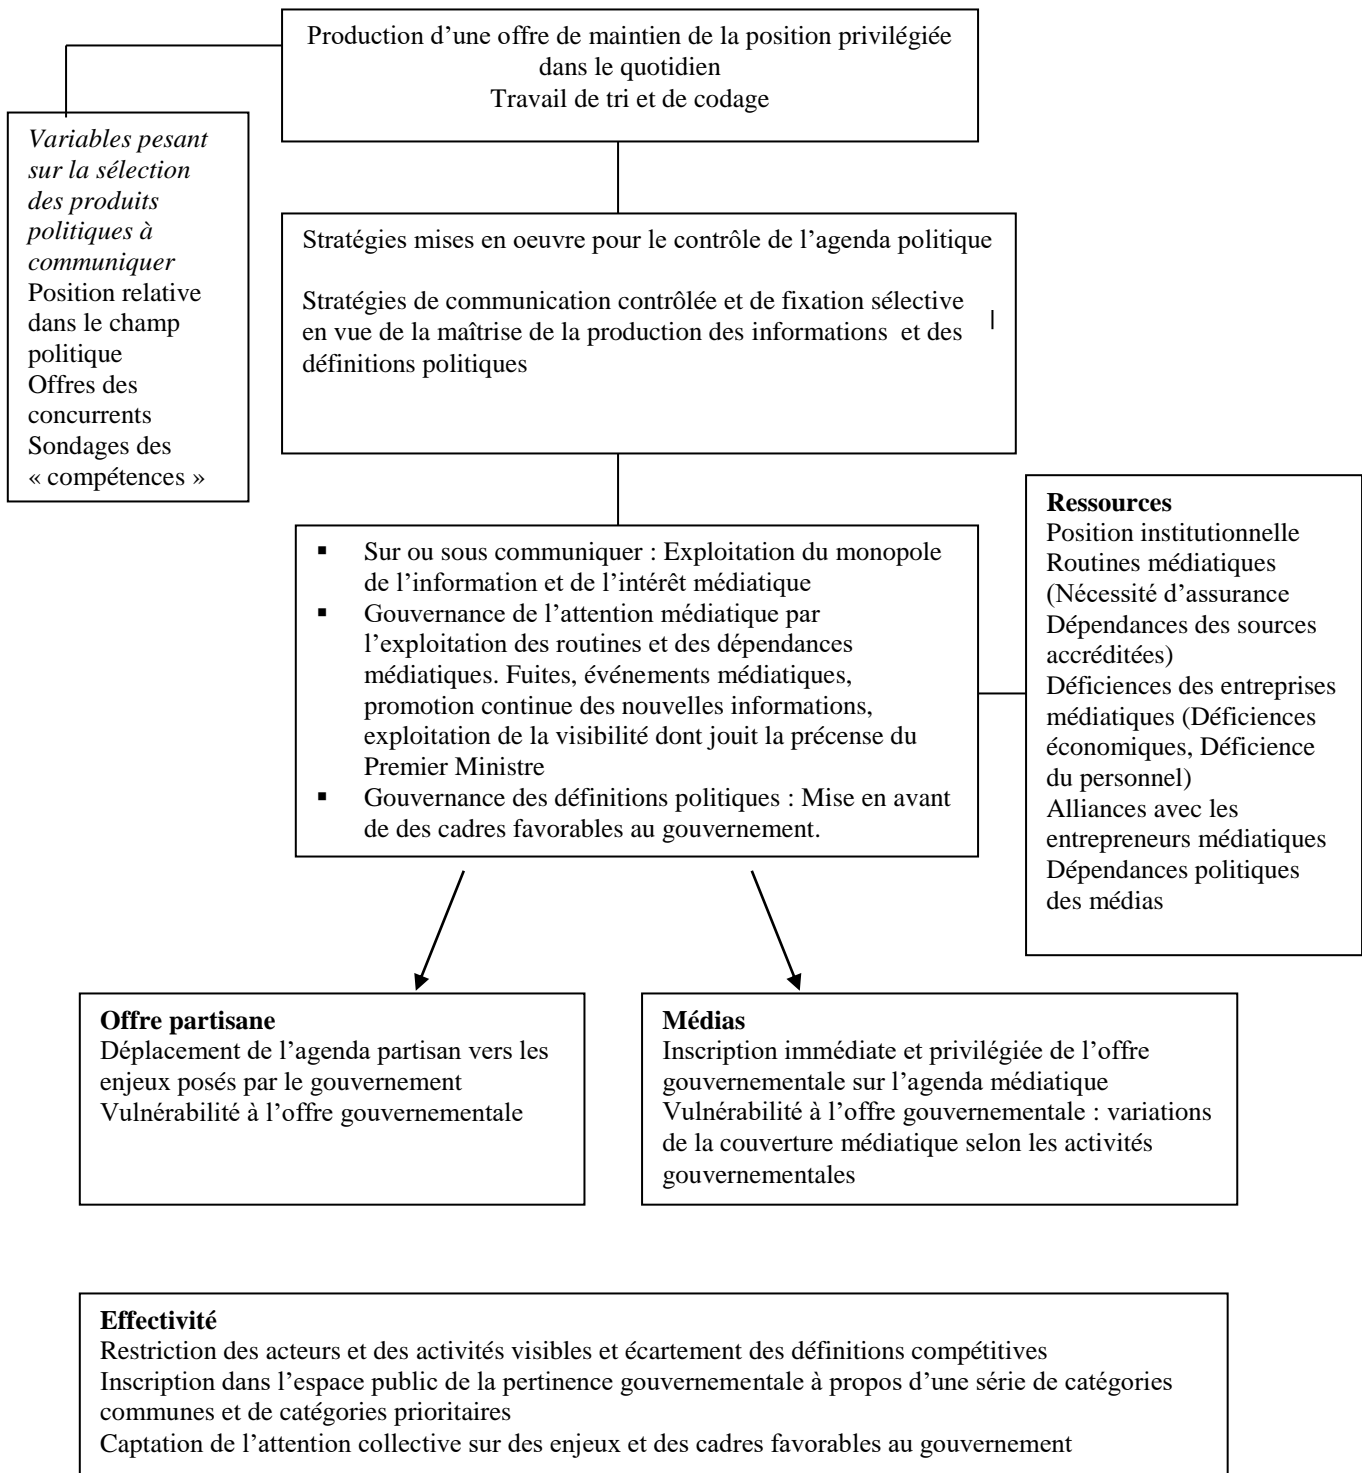 Production d’une offre de maintien de la position privilégiée
dans le quotidien
Travail de tri et de codage
Variables pesant
sur la sélection
des produits
politiques à
communiquer
Position relative
dans le champ
politique
Offres des
concurrents
Sondages des
« compétences »
Stratégies mises en oeuvre pour le contrôle de l’agenda politique
Stratégies de communication contrôlée et de fixation sélective
en vue de la maîtrise de la production des informations et des
définitions politiques
▪ Sur ou sous communiquer : Exploitation du monopole
de l’information et de l’intérêt médiatique
▪ Gouvernance de l’attention médiatique par
l’exploitation des routines et des dépendances
médiatiques. Fuites, événements médiatiques,
promotion continue des nouvelles informations,
exploitation de la visibilité dont jouit la précense du
Premier Ministre
▪ Gouvernance des définitions politiques : Mise en avant
de des cadres favorables au gouvernement.
Ressources
Position institutionnelle
Routines médiatiques
(Nécessité d’assurance
Dépendances des sources
accréditées)
Déficiences des entreprises
médiatiques (Déficiences
économiques, Déficience
du personnel)
Alliances avec les
entrepreneurs médiatiques
Dépendances politiques
des médias
Offre partisane
Déplacement de l’agenda partisan vers les
enjeux posés par le gouvernement
Vulnérabilité à l’offre gouvernementale
Médias
Inscription immédiate et privilégiée de l’offre
gouvernementale sur l’agenda médiatique
Vulnérabilité à l’offre gouvernementale : variations
de la couverture médiatique selon les activités
gouvernementales
Effectivité
Restriction des acteurs et des activités visibles et écartement des définitions compétitives
Inscription dans l’espace public de la pertinence gouvernementale à propos d’une série de catégories
communes et de catégories prioritaires
Captation de l’attention collective sur des enjeux et des cadres favorables au gouvernement